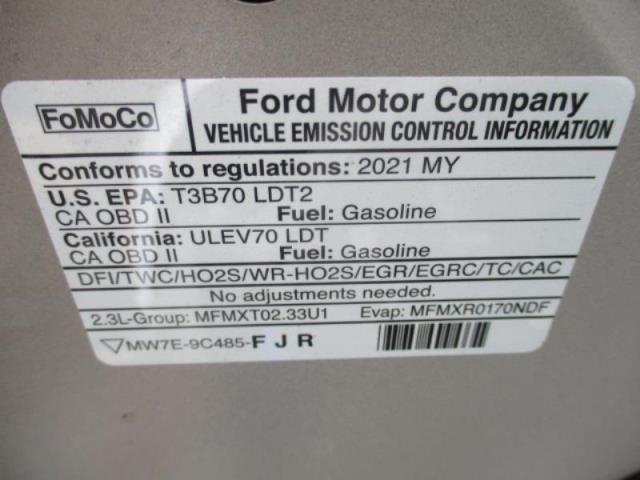 FoMoCo
Ford Motor Company
VEHICLE EMISSION CONTROL INFORMATION
Conforms to regulations: 2021 MY
U.S. EPA: T3B70 LDT2
CA OBD II Fuel: Gasoline
California: ULEV70 LDT
CA OBD II Fuel: Gasoline
DFI/TWC/HO2S/WR-HO2S/EGR/EGRC/TC/CAC
No adjustments needed.
2.3L-Group: MFMXT02.33U1 Evap: MFMXR0170NDF
MW7E-9C485-F J R